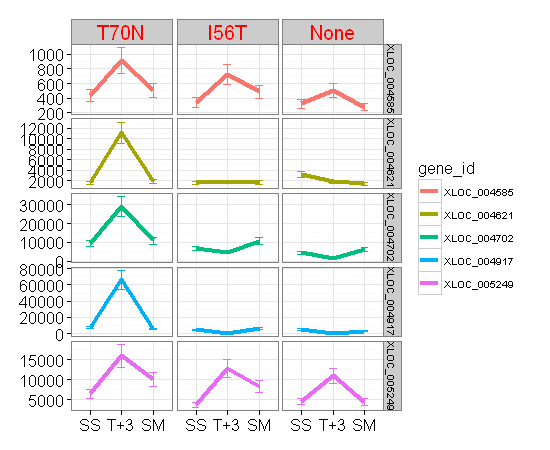 T70N I56T None
1000
800
600
400
200
XLOC_004585
12000
10000
8000
6000
4000
2000
XLOC_004621
30000
20000
10000
0
XLOC_004702
80000
60000
40000
20000
0
XLOC_004917
15000
10000
5000
XLOC_005249
SS T+3 SM SS T+3 SM SS T+3 SM
gene_id
XLOC_004585
XLOC_004621
XLOC_004702
XLOC_004917
XLOC_005249